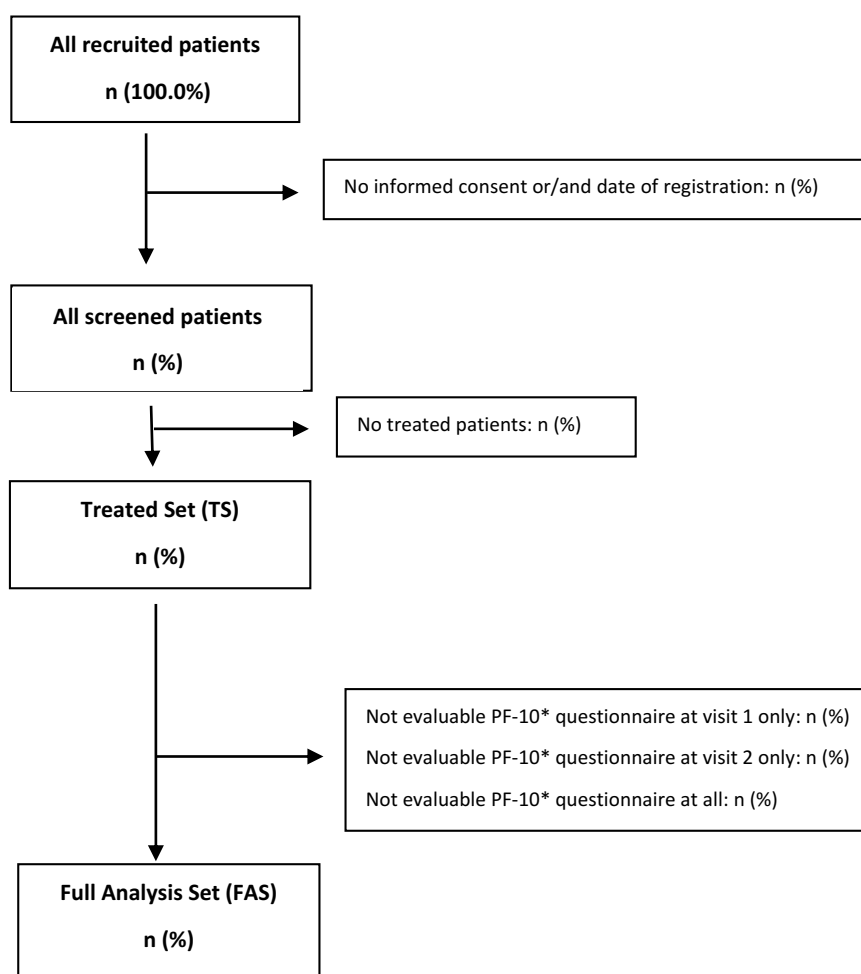 All recruited patients
n (100.0%)
No informed consent or/and date of registration: n (%)
All screened patients
n (%)
No treated patients: n (%)
Treated Set (TS)
n (%)
Not evaluable PF-10* questionnaire at visit 1 only: n (%)
Not evaluable PF-10* questionnaire at visit 2 only: n (%)
Not evaluable PF-10* questionnaire at all: n (%)
Full Analysis Set (FAS)
n (%)